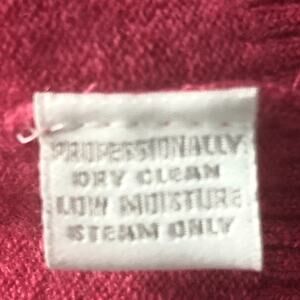 PROFESSIONALLY
DRY CLEAN
LOW MOISTURE
STEAM ONLY